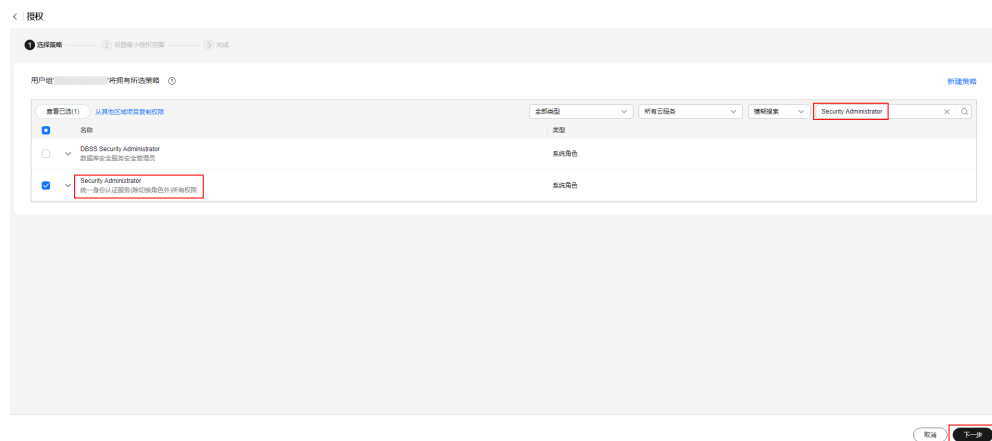 < 授权
1 选择策略 2 设置最小授权范围 3 完成
用户组" "将拥有所选策略 ? 新建策略
查看已选(1) 从其他区域项目复制权限 全部类型 所有云服务 模糊搜索 Security Administrator
名称 类型
DBSS Security Administrator
数据库安全服务安全管理员
系统角色
Security Administrator
统一身份认证服务(除切换角色外)所有权限
系统角色
取消 下一步